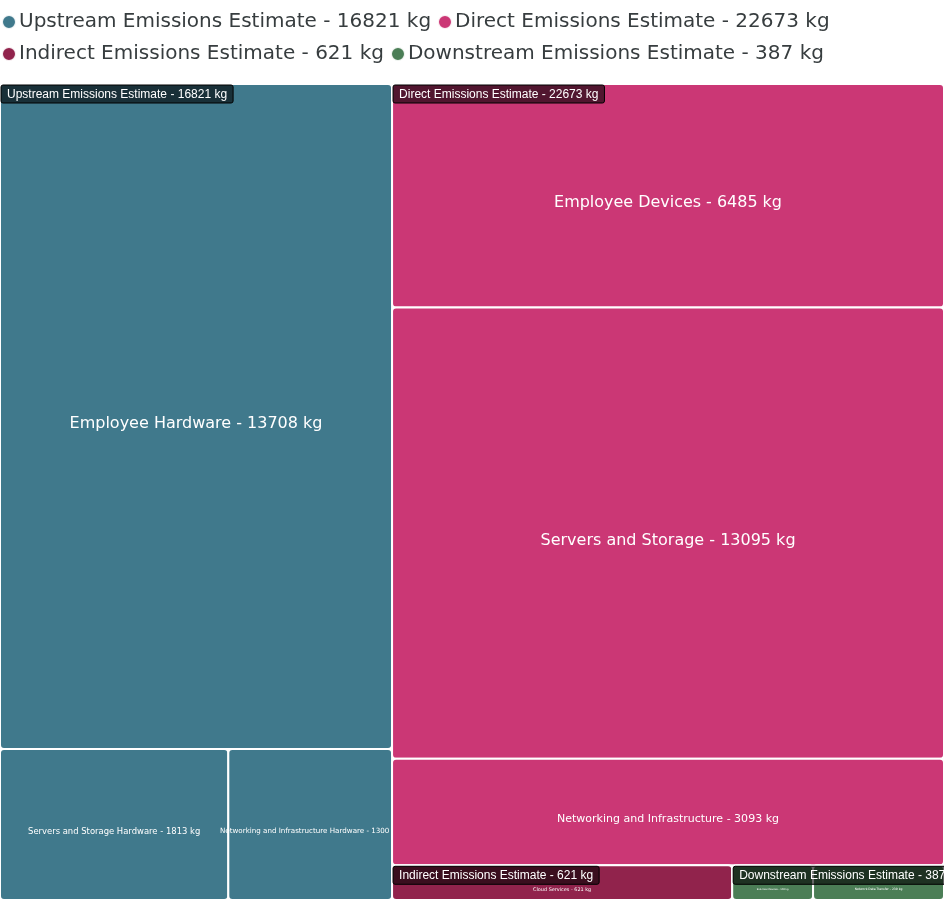 Upstream Emissions Estimate - 16821 kg Direct Emissions Estimate - 22673 kg
Indirect Emissions Estimate - 621 kg Downstream Emissions Estimate - 387 kg
Upstream Emissions Estimate - 16821 kg
Direct Emissions Estimate - 22673 kg
Employee Devices - 6485 kg
Employee Hardware - 13708 kg
Servers and Storage - 13095 kg
Networking and Infrastructure - 3093 kg
Servers and Storage Hardware - 1813 kg
Networking and Infrastructure Hardware - 1300
Indirect Emissions Estimate - 621 kg
Downstream Emissions Estimate - 387
Cloud Services - 621 kg